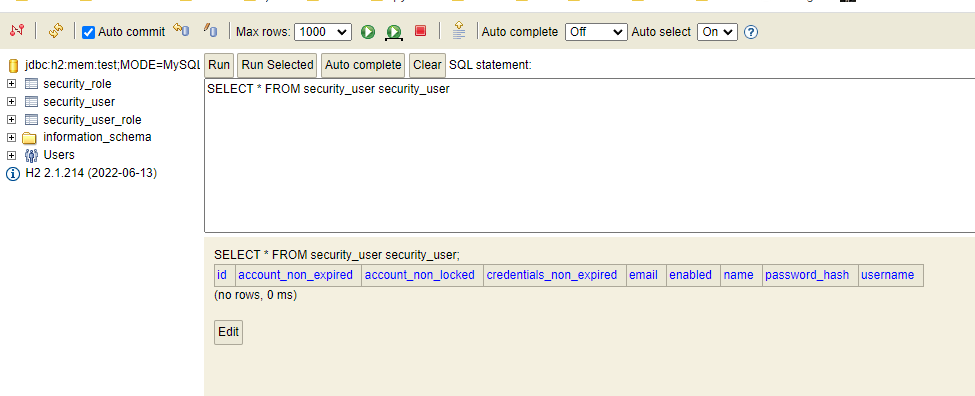 Auto commit Max rows: 1000 Auto complete Off Auto select On
jdbc:h2:mem:test;MODE=MySQL
security_role
security_user
security_user_role
information_schema
Users
H2 2.1.214 (2022-06-13)
Run Run Selected Auto complete Clear SQL statement:
SELECT * FROM security_user security_user
SELECT * FROM security_user security_user;
id account_non_expired account_non_locked credentials_non_expired email enabled name password_hash username
(no rows, 0 ms)
Edit